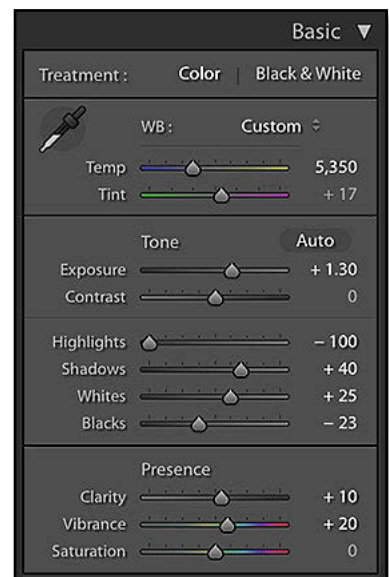 Basic ▼
Treatment : Color | Black & White
WB : Custom
Temp 5,350
Tint + 17
Tone Auto
Exposure + 1.30
Contrast 0
Highlights − 100
Shadows + 40
Whites + 25
Blacks − 23
Presence
Clarity + 10
Vibrance + 20
Saturation 0